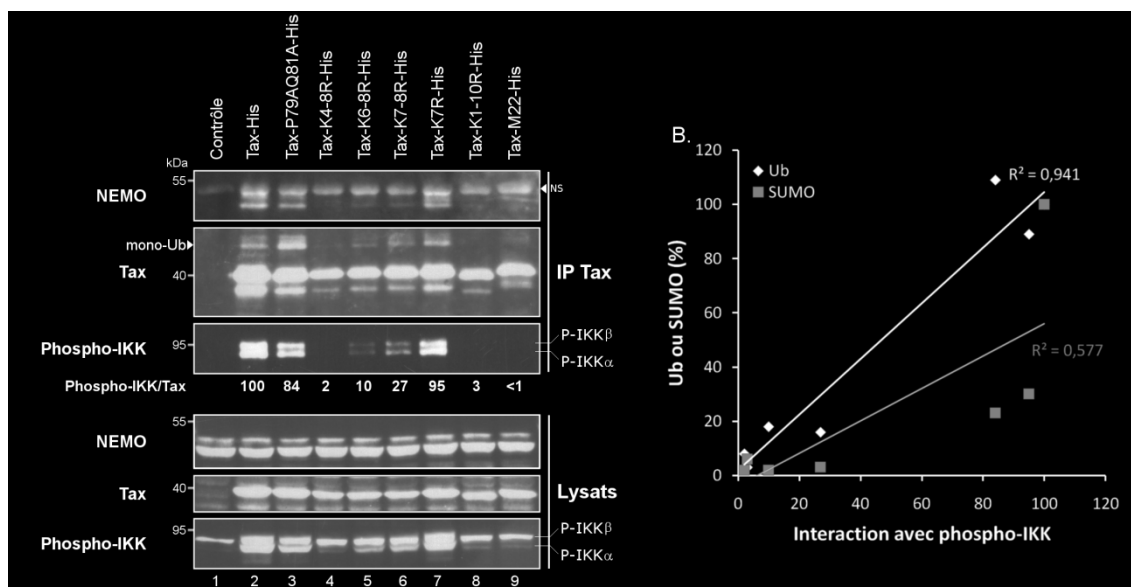 Contrôle
Tax-His
Tax-P79AQ81A-His
Tax-K4-8R-His
Tax-K6-8R-His
Tax-K7-8R-His
Tax-K7R-His
Tax-K1-10R-His
Tax-M22-His
kDa
NEMO
55
NS
mono-Ub
Tax
40
IP Tax
Phospho-IKK
95
P-IKKβ
P-IKKα
Phospho-IKK/Tax 100 84 2 10 27 95 3 <1
NEMO
55
Tax
40
Lysats
Phospho-IKK
95
P-IKKβ
P-IKKα
1 2 3 4 5 6 7 8 9
B.
Ub ou SUMO (%)
120
100
80
60
40
20
0
Ub
SUMO
R² = 0,941
R² = 0,577
0 20 40 60 80 100 120
Interaction avec phospho-IKK